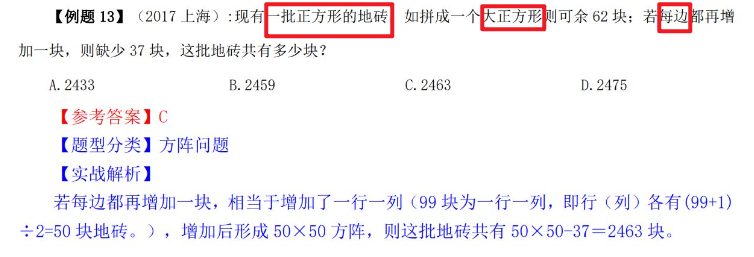 【例题 13】(2017 上海):现有一批正方形的地砖 如拼成一个大正方形则可余 62 块;若每边都再增
加一块,则缺少 37 块,这批地砖共有多少块?
A.2433 B.2459 C.2463 D.2475
【参考答案】C
【题型分类】方阵问题
【实战解析】
若每边都再增加一块,相当于增加了一行一列(99 块为一行一列,即行(列)各有(99+1)
÷2=50 块地砖。),增加后形成 50×50 方阵,则这批地砖共有 50×50-37=2463 块。